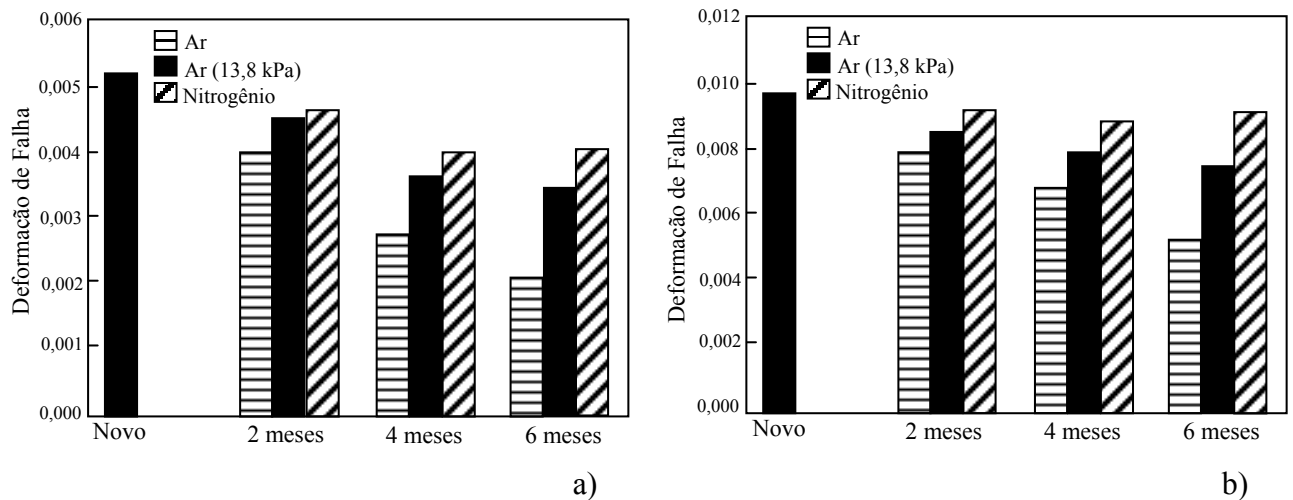 Deformação de Falha
0,006
0,005
0,004
0,003
0,002
0,001
0,000
Ar
Ar (13,8 kPa)
Nitrogênio
Novo
2 meses
4 meses
6 meses
a)
Deformação de Falha
0,012
0,010
0,008
0,006
0,004
0,002
0,000
Ar
Ar (13,8 kPa)
Nitrogênio
Novo
2 meses
4 meses
6 meses
b)